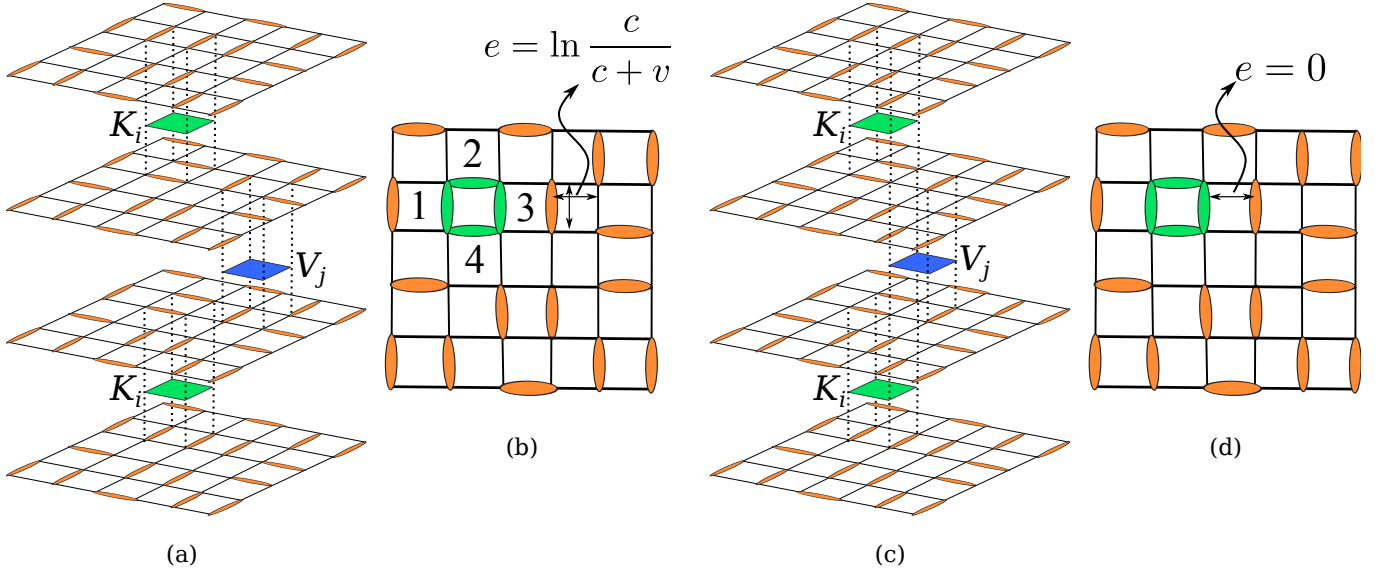 K_i
V_j
K_i
(a)
e = ln c/(c + v)
1
2
3
4
(b)
K_i
V_j
K_i
(c)
e = 0
(d)